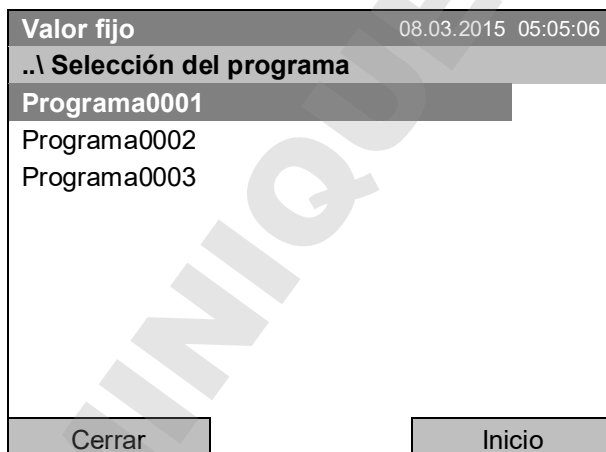 Valor fijo 08.03.2015 05:05:06
..\ Selección del programa
Programa0001
Programa0002
Programa0003
Cerrar Inicio